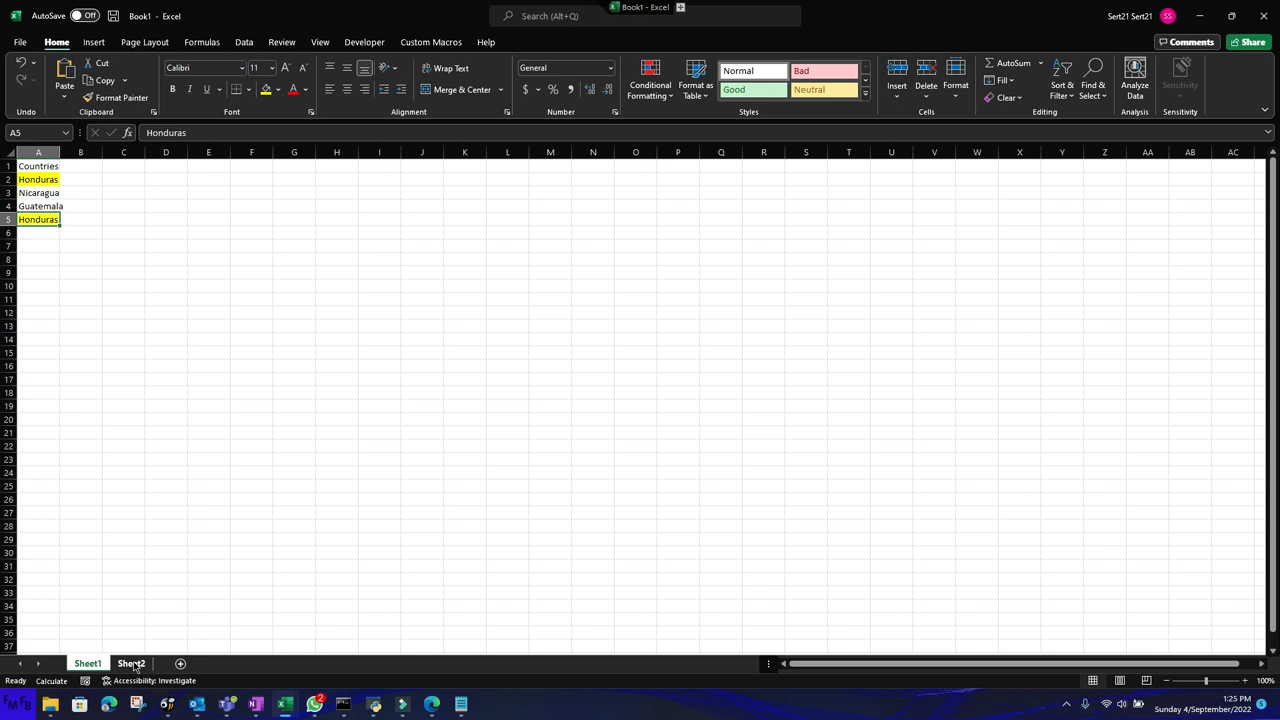 AutoSave Off Book1 - Excel Search (Alt+Q) Book1 - Excel Sert21 Sert21 SS
File Home Insert Page Layout Formulas Data Review View Developer Custom Macros Help Comments Share
Cut Calibri 11 Wrap Text General Normal Bad AutoSum
Paste Copy Conditional Formatting Format as Table Good Neutral Insert Delete Format Fill Sort & Filter Find & Select Analyze Data Sensitivity
Format Painter B I U Merge & Center $ % Clear
Undo Clipboard Font Alignment Number Styles Cells Editing Analysis Sensitivity
A5 fx Honduras
A B C D E F G H I J K L M N O P Q R S T U V W X Y Z AA AB AC
1 Countries
2 Honduras
3 Nicaragua
4 Guatemala
5 Honduras
6
7
8
9
10
11
12
13
14
15
16
17
18
19
20
21
22
23
24
25
26
27
28
29
30
31
32
33
34
35
36
37
Sheet1 Sheet2
Ready Calculate Accessibility: Investigate 100%
FM FB 2 1:25 PM
Sunday 4/September/2022 5